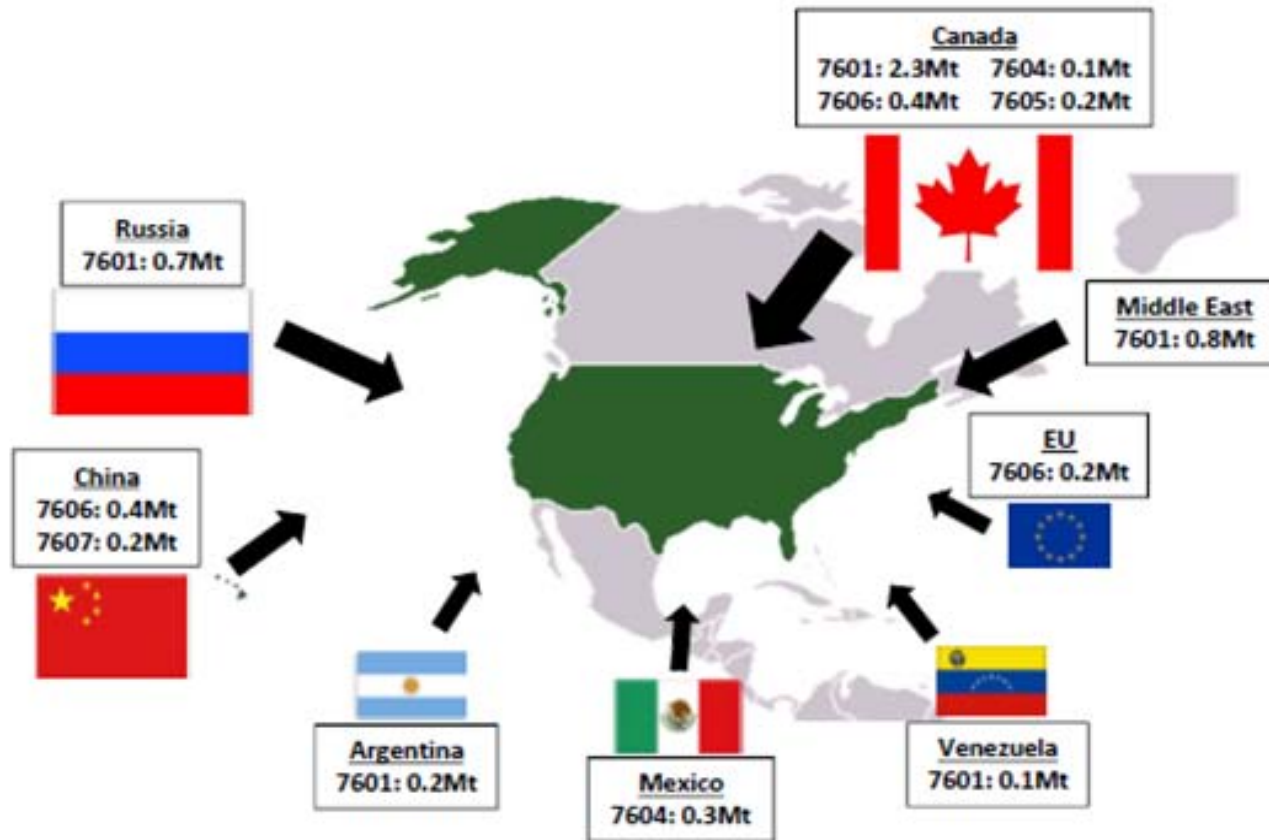 Canada
7601: 2.3Mt 7604: 0.1Mt
7606: 0.4Mt 7605: 0.2Mt
Russia
7601: 0.7Mt
Middle East
7601: 0.8Mt
EU
7606: 0.2Mt
China
7606: 0.4Mt
7607: 0.2Mt
Argentina
7601: 0.2Mt
Mexico
7604: 0.3Mt
Venezuela
7601: 0.1Mt